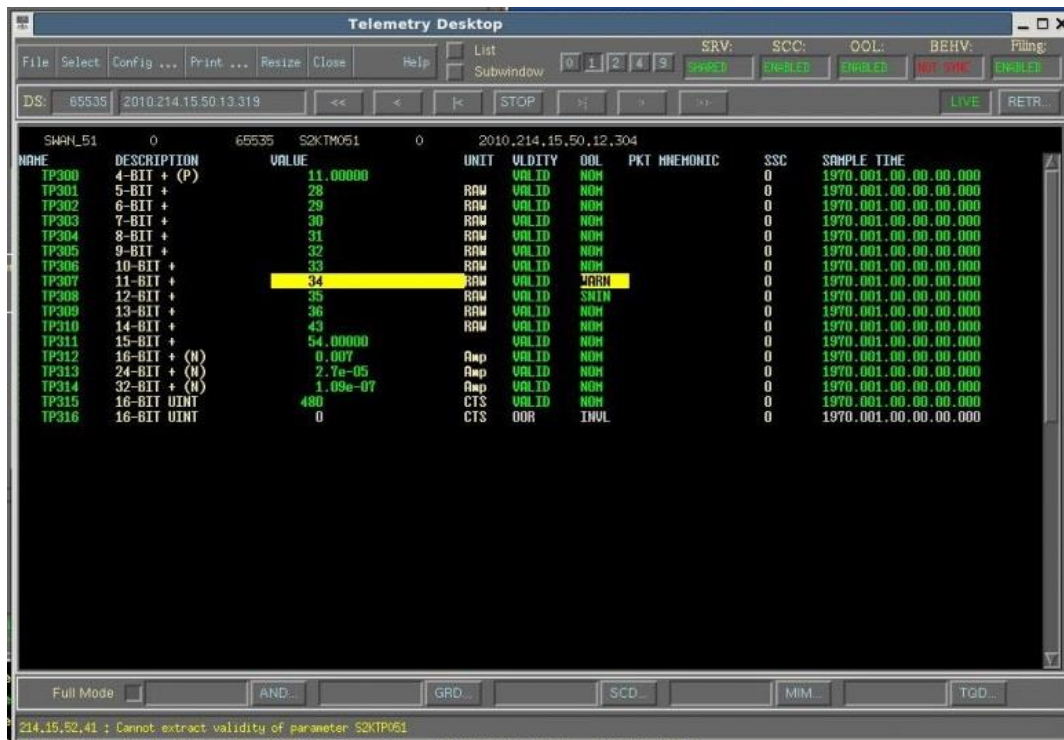 Telemetry Desktop
File Select Config ... Print ... Resize Close Help List Subwindow 0 1 2 4 9 SRV: SHARED SCC: ENABLED OOL: ENABLED BEHV: NOT SYNC Filing: ENABLED
DS: 65535 2010.214.15.50.13.319 << < |< STOP >| > >> LIVE RETR...
SWAN_51 0 65535 S2KTM051 0 2010.214.15.50.12.304
NAME DESCRIPTION VALUE UNIT VLDITY OOL PKT MNEMONIC SSC SAMPLE TIME
TP300 4-BIT + (P) 11.00000 VALID NOM 0 1970.001.00.00.00.000
TP301 5-BIT + 28 RAW VALID NOM 0 1970.001.00.00.00.000
TP302 6-BIT + 29 RAW VALID NOM 0 1970.001.00.00.00.000
TP303 7-BIT + 30 RAW VALID NOM 0 1970.001.00.00.00.000
TP304 8-BIT + 31 RAW VALID NOM 0 1970.001.00.00.00.000
TP305 9-BIT + 32 RAW VALID NOM 0 1970.001.00.00.00.000
TP306 10-BIT + 33 RAW VALID NOM 0 1970.001.00.00.00.000
TP307 11-BIT + 34 RAW VALID WARN 0 1970.001.00.00.00.000
TP308 12-BIT + 35 RAW VALID SNIN 0 1970.001.00.00.00.000
TP309 13-BIT + 36 RAW VALID NOM 0 1970.001.00.00.00.000
TP310 14-BIT + 43 RAW VALID NOM 0 1970.001.00.00.00.000
TP311 15-BIT + 54.00000 VALID NOM 0 1970.001.00.00.00.000
TP312 16-BIT + (N) 0.007 Amp VALID NOM 0 1970.001.00.00.00.000
TP313 24-BIT + (N) 2.7e-05 Amp VALID NOM 0 1970.001.00.00.00.000
TP314 32-BIT + (N) 1.09e-07 Amp VALID NOM 0 1970.001.00.00.00.000
TP315 16-BIT UINT 480 CTS VALID NOM 0 1970.001.00.00.00.000
TP316 16-BIT UINT 0 CTS OOR INVL 0 1970.001.00.00.00.000
Full Mode AND... GRD... SCD... MIM... TQD...
214.15.52.41 : Cannot extract validity of parameter S2KTP051